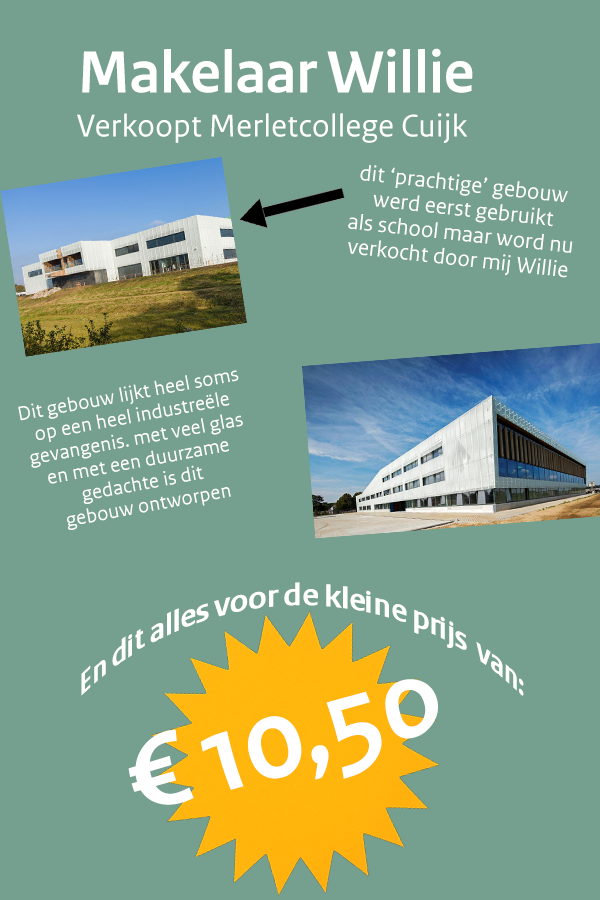 Makelaar Willie
Verkoopt Merletcollege Cuijk
dit ‘prachtige’ gebouw
werd eerst gebruikt
als school maar word nu
verkocht door mij Willie
Dit gebouw lijkt heel soms
op een heel industreële
gevangenis. met veel glas
en met een duurzame
gedachte is dit
gebouw ontworpen
En dit alles voor de kleine prijs van:
€ 10,50